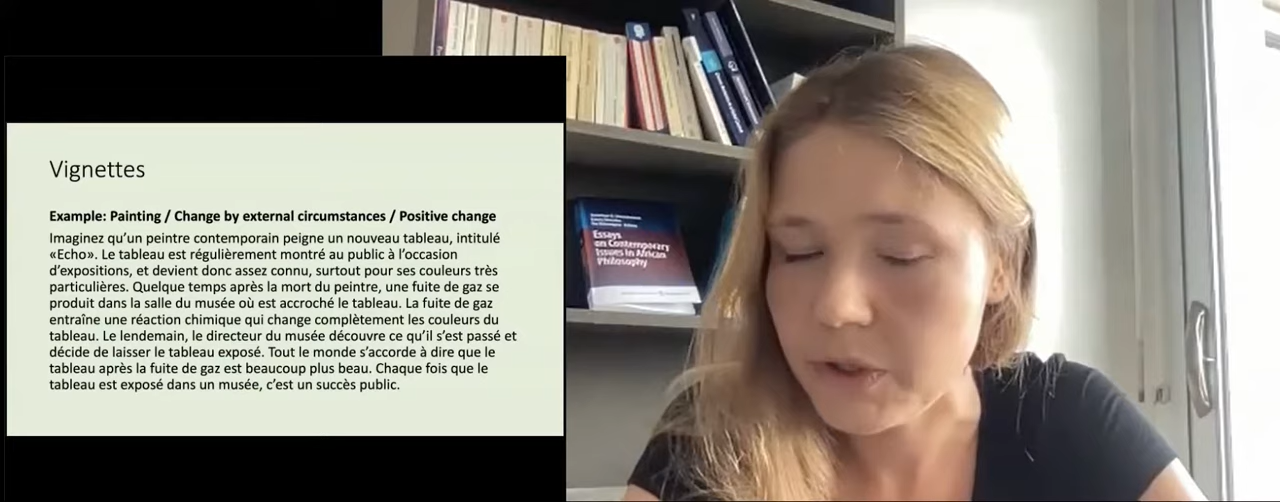 Vignettes
Example: Painting / Change by external circumstances / Positive change
Imaginez qu’un peintre contemporain peigne un nouveau tableau, intitulé
«Echo». Le tableau est régulièrement montré au public à l’occasion
d’expositions, et devient donc assez connu, surtout pour ses couleurs très
particulières. Quelque temps après la mort du peintre, une fuite de gaz se
produit dans la salle du musée où est accroché le tableau. La fuite de gaz
entraîne une réaction chimique qui change complètement les couleurs du
tableau. Le lendemain, le directeur du musée découvre ce qu’il s’est passé et
décide de laisser le tableau exposé. Tout le monde s’accorde à dire que le
tableau après la fuite de gaz est beaucoup plus beau. Chaque fois que le
tableau est exposé dans un musée, c’est un succès public.
Essays
on Contemporary
Issues in African
Philosophy